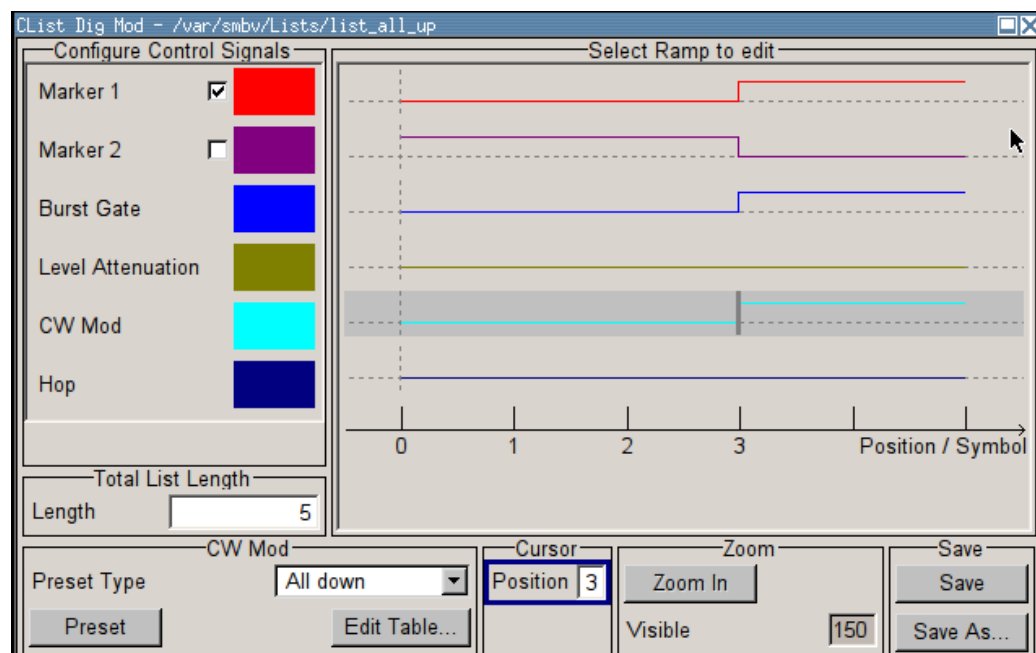 CList Dig Mod - /var/smbv/Lists/list_all_up
Configure Control Signals
Marker 1
Marker 2
Burst Gate
Level Attenuation
CW Mod
Hop
Select Ramp to edit
0 1 2 3 Position / Symbol
Total List Length
Length 5
CW Mod
Preset Type All down
Preset Edit Table...
Cursor
Position 3
Zoom
Zoom In
Visible 150
Save
Save
Save As...